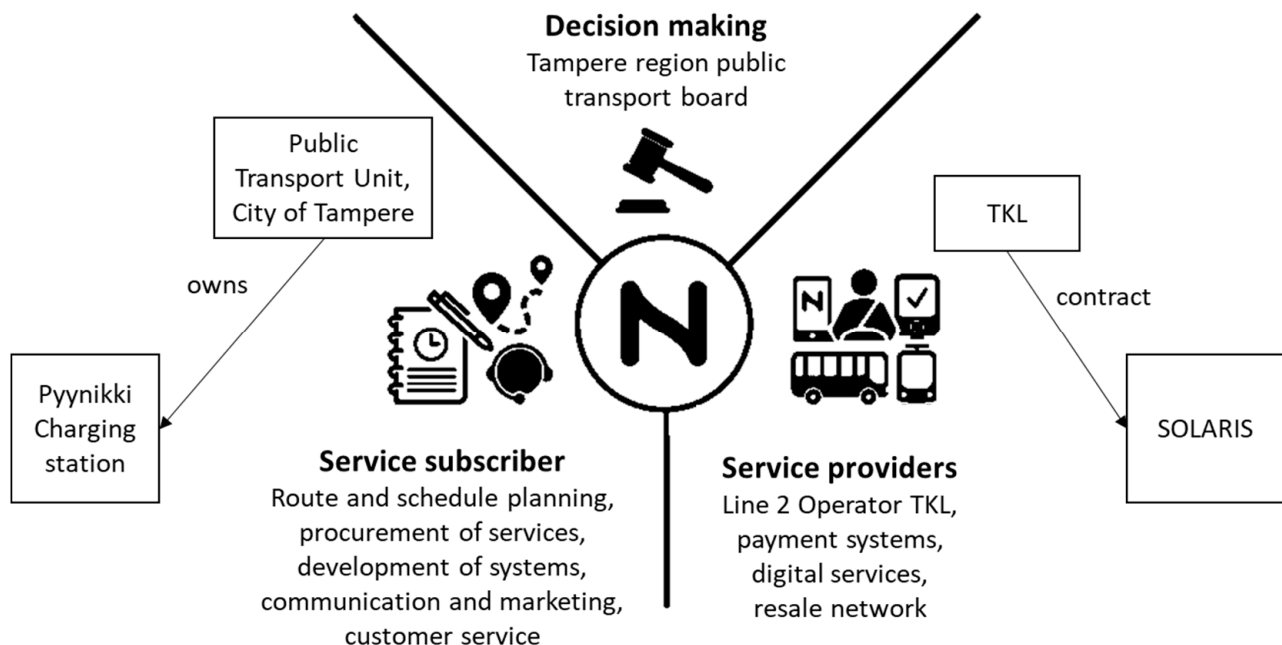 Decision making
Tampere region public
transport board
Public
Transport Unit,
City of Tampere
owns
Pyynikki
Charging
station
TKL
contract
SOLARIS
N
N
Service subscriber
Route and schedule planning,
procurement of services,
development of systems,
communication and marketing,
customer service
Service providers
Line 2 Operator TKL,
payment systems,
digital services,
resale network